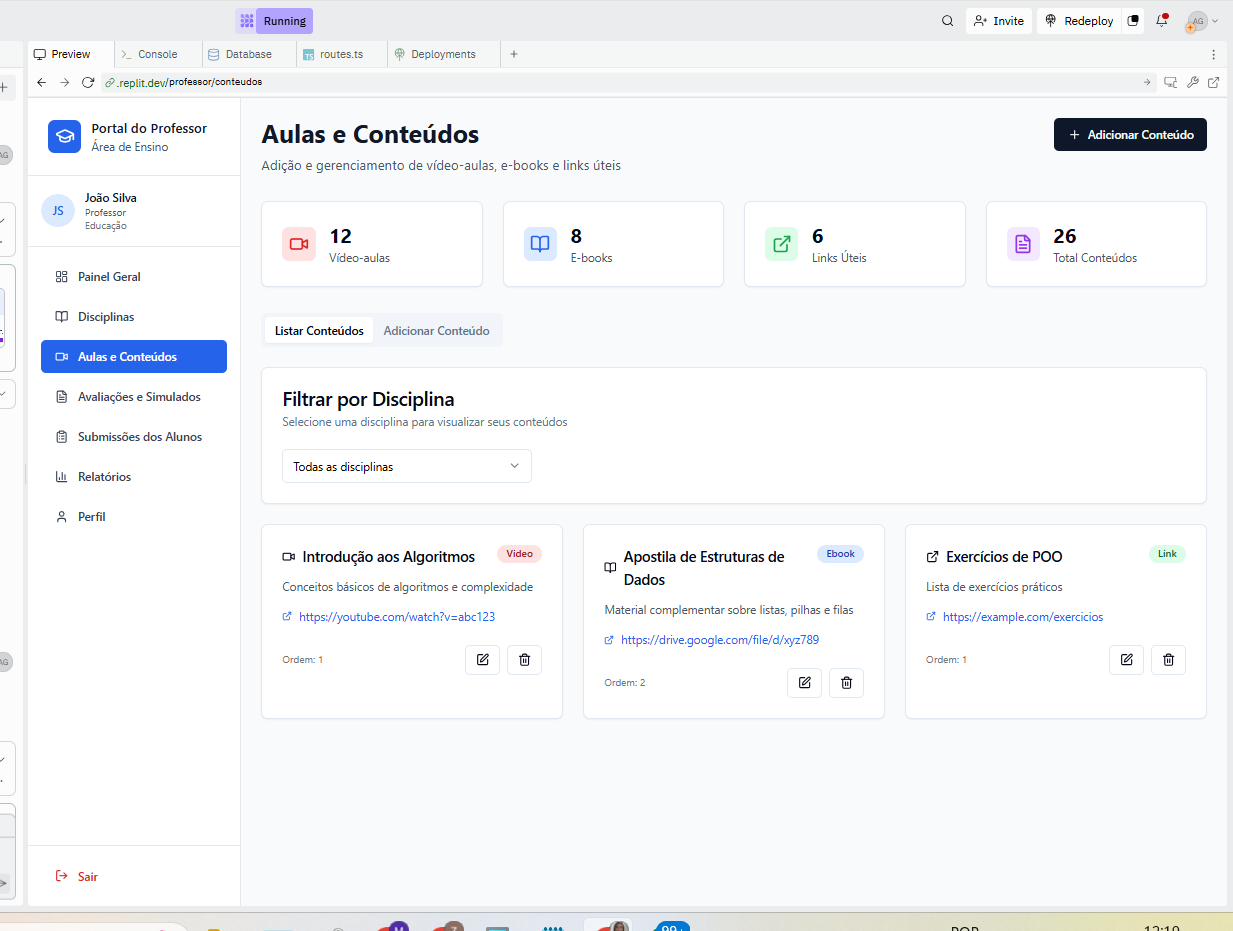 Running
Invite
Redeploy
AG
Preview
Console
Database
routes.ts
Deployments
.replit.dev/professor/conteudos
Portal do Professor
Área de Ensino
JS
João Silva
Professor
Educação
Painel Geral
Disciplinas
Aulas e Conteúdos
Avaliações e Simulados
Submissões dos Alunos
Relatórios
Perfil
Sair
Aulas e Conteúdos
Adição e gerenciamento de vídeo-aulas, e-books e links úteis
Adicionar Conteúdo
12
Vídeo-aulas
8
E-books
6
Links Úteis
26
Total Conteúdos
Listar Conteúdos
Adicionar Conteúdo
Filtrar por Disciplina
Selecione uma disciplina para visualizar seus conteúdos
Todas as disciplinas
Introdução aos Algoritmos
Video
Conceitos básicos de algoritmos e complexidade
https://youtube.com/watch?v=abc123
Ordem: 1
Apostila de Estruturas de
Dados
Ebook
Material complementar sobre listas, pilhas e filas
https://drive.google.com/file/d/xyz789
Ordem: 2
Exercícios de POO
Link
Lista de exercícios práticos
https://example.com/exercicios
Ordem: 1
AG
AG
99+